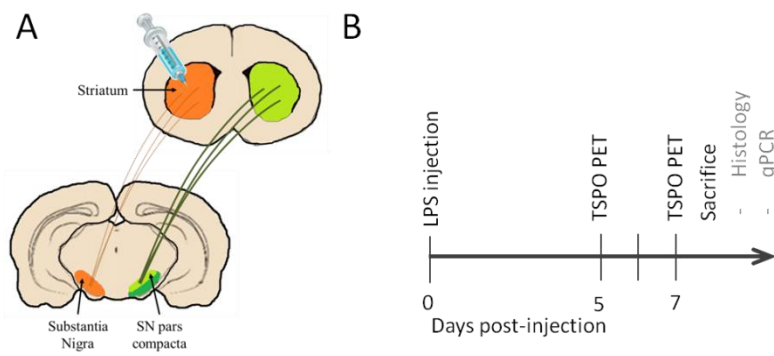 A
B
Striatum
Substantia
Nigra
SN pars
compacta
LPS injection
TSPO PET
TSPO PET
Sacrifice
- Histology
- qPCR
0
5
7
Days post-injection